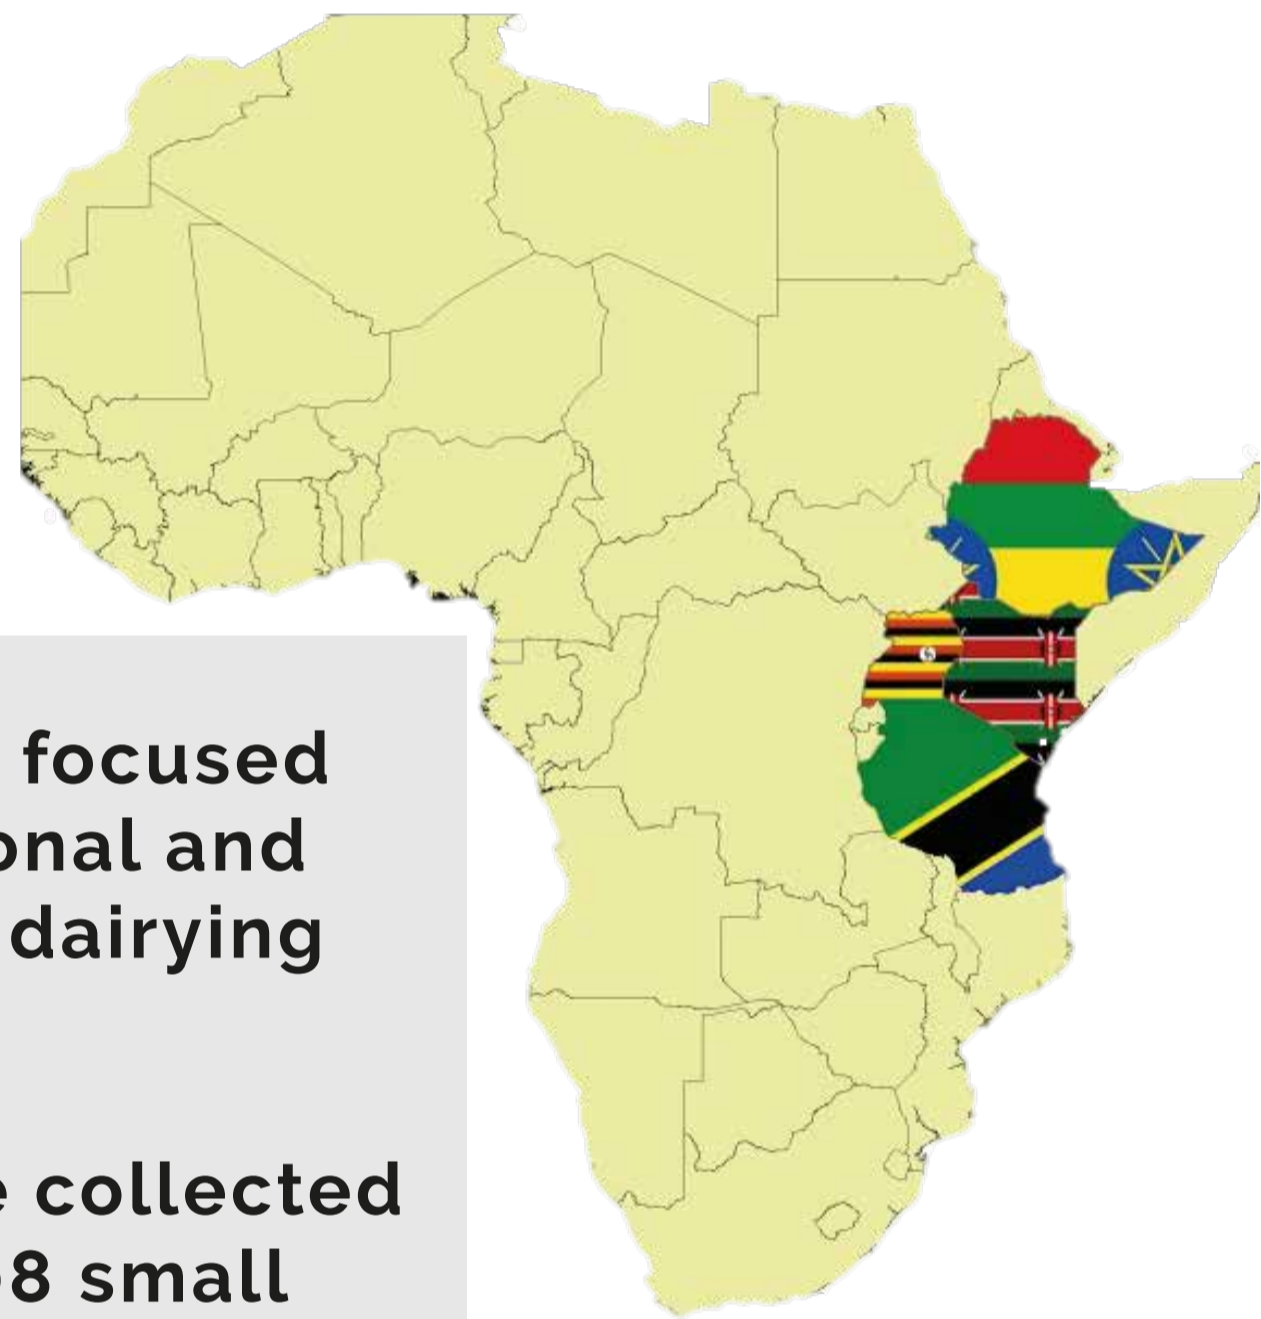 focused
onal and
dairying
e collected
8 small